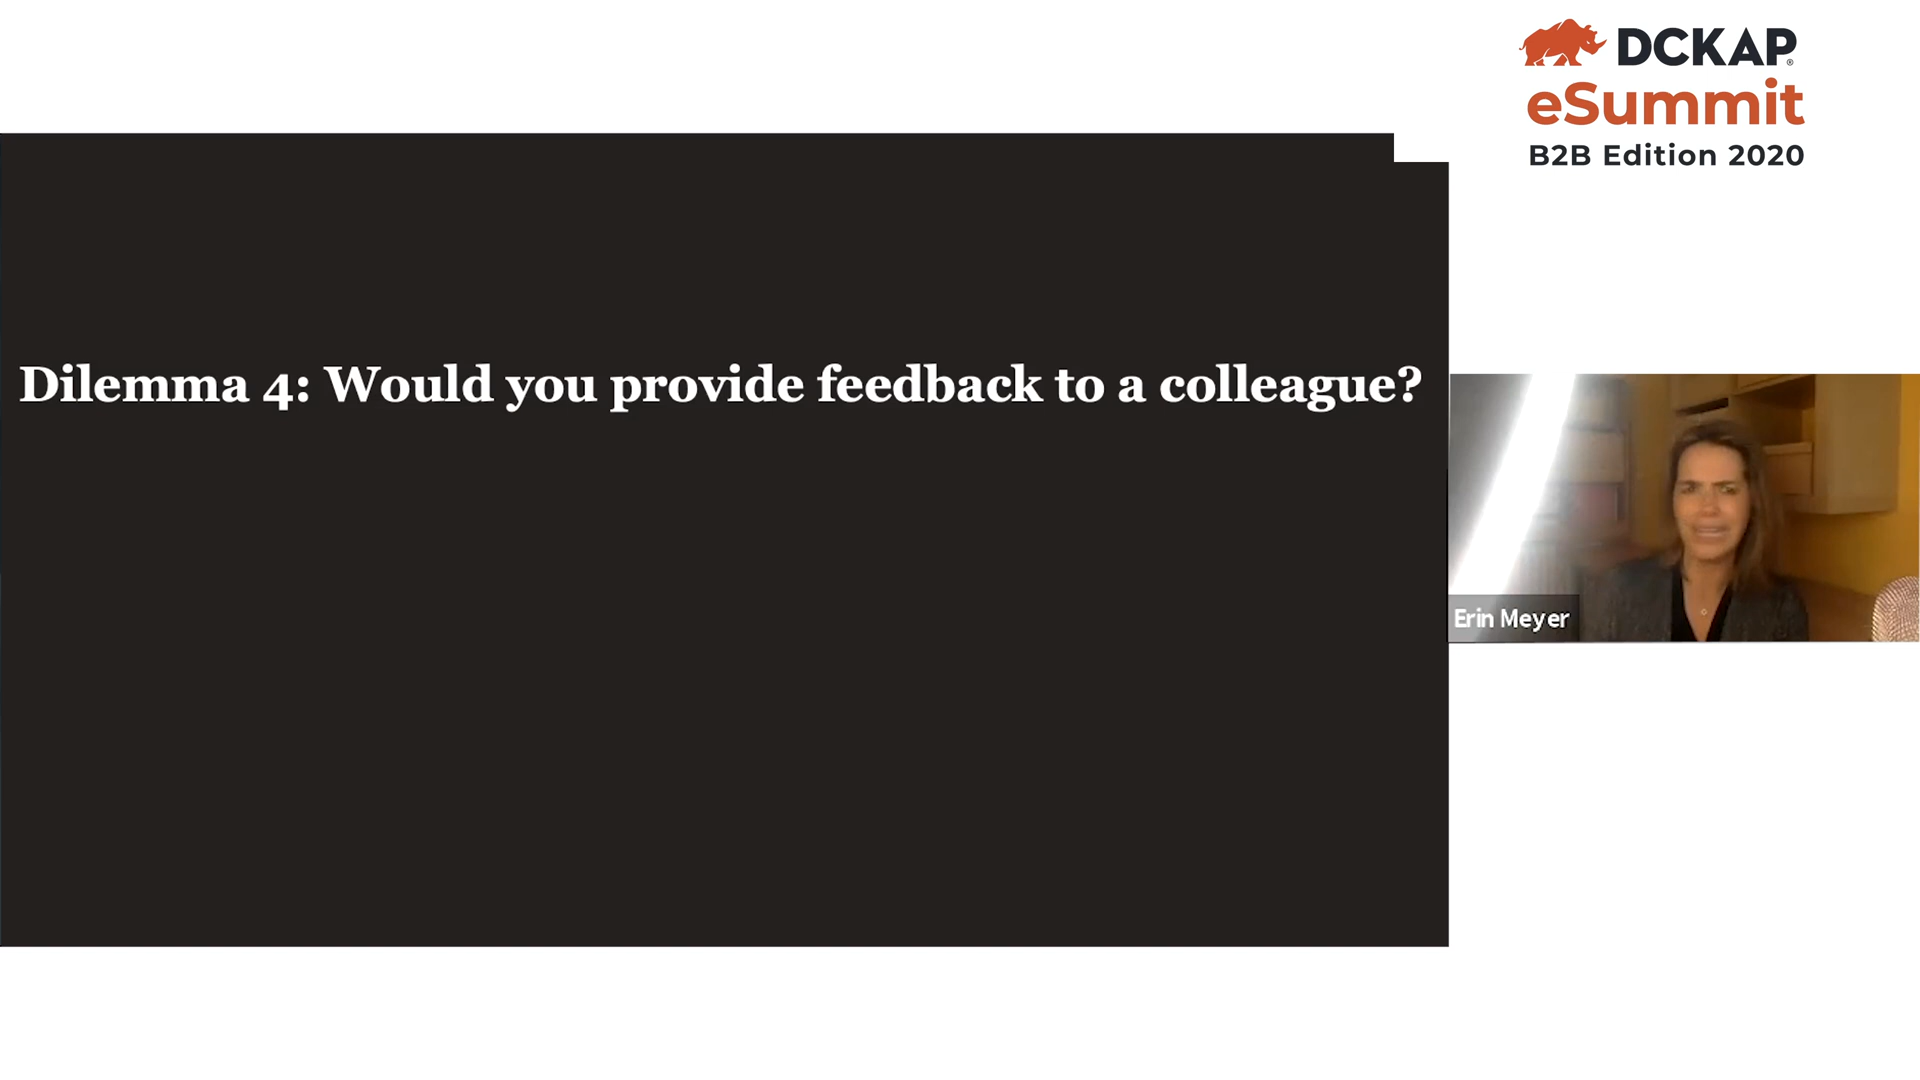 DCKAP®
eSummit
B2B Edition 2020
Dilemma 4: Would you provide feedback to a colleague?
Erin Meyer